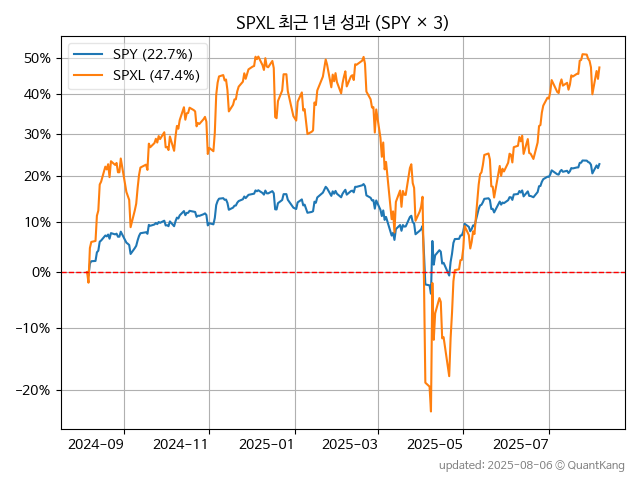 SPXL 최근 1년 성과 (SPY × 3)
SPY (22.7%)
SPXL (47.4%)
50%
40%
30%
20%
10%
0%
−10%
−20%
2024-09 2024-11 2025-01 2025-03 2025-05 2025-07
updated: 2025-08-06 © QuantKang